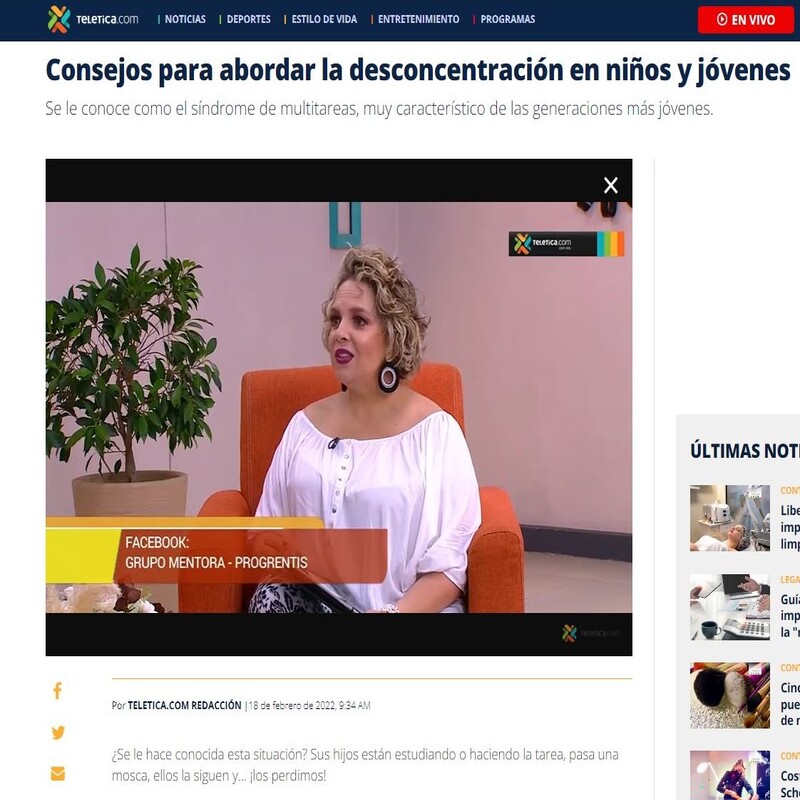 TELETICA.COM
NOTICIAS
DEPORTES
ESTILO DE VIDA
ENTRETENIMIENTO
PROGRAMAS
EN VIVO
Consejos para abordar la desconcentración en niños y jóvenes
Se le conoce como el síndrome de multitareas, muy característico de las generaciones más jóvenes.
TELETICA.COM
FACEBOOK:
GRUPO MENTORA - PROGRENTIS
TELETICA.COM
Por TELETICA.COM REDACCIÓN | 18 de febrero de 2022, 9:34 AM
¿Se le hace conocida esta situación? Sus hijos están estudiando o haciendo la tarea, pasa una
mosca, ellos la siguen y... ¡los perdimos!
ÚLTIMAS NOTI
CONT
Libe
imp
limp
LEGA
Guía
imp
la "r
CONT
Cinc
pue
de r
CONT
Cos
Sch